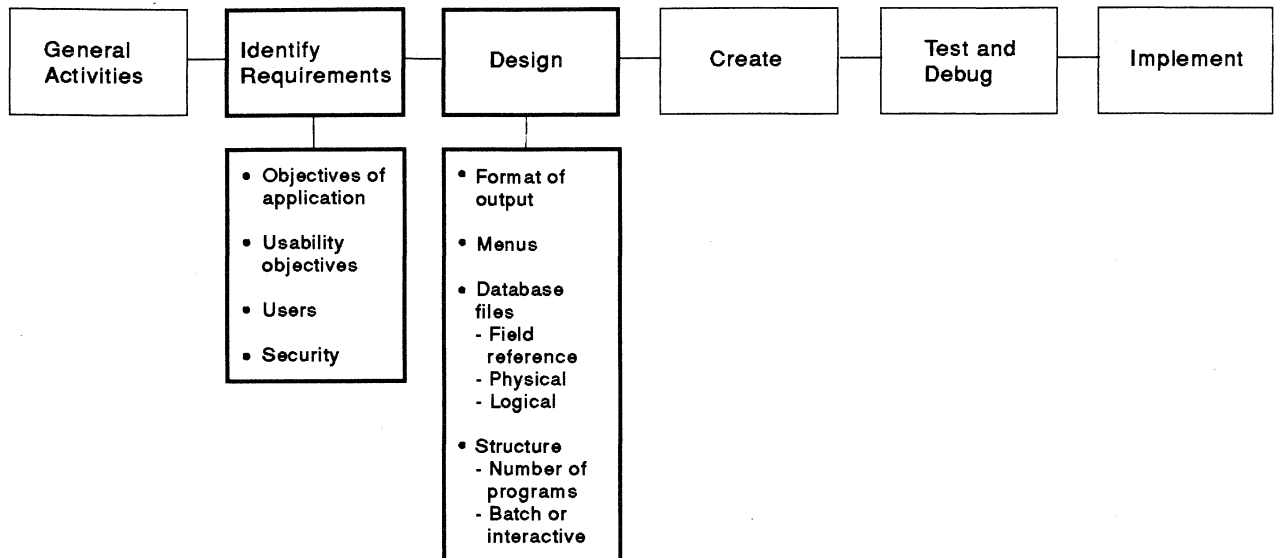 General
Activities
Identify
Requirements
Design
Create
Test and
Debug
Implement
• Objectives of
application
• Usability
objectives
• Users
• Security
• Format of
output
• Menus
• Database
files
- Field
reference
- Physical
- Logical
• Structure
- Number of
programs
- Batch or
interactive